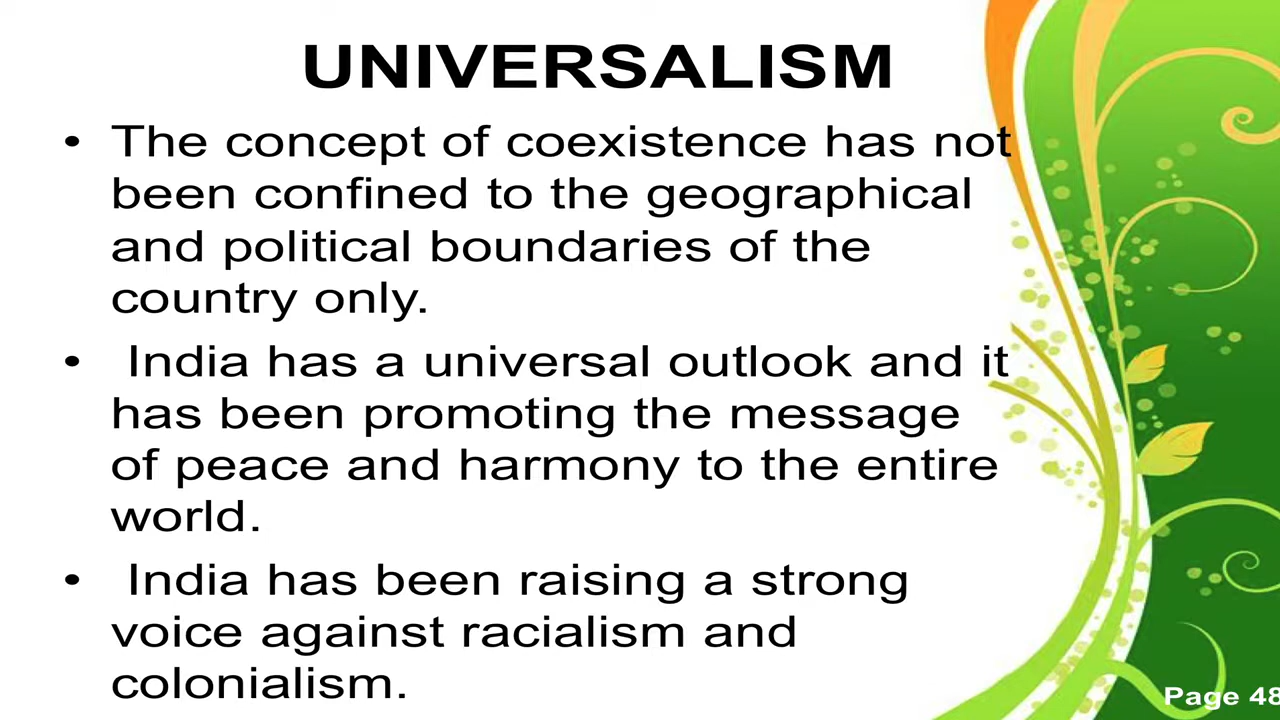 UNIVERSALISM
• The concept of coexistence has not
been confined to the geographical
and political boundaries of the
country only.
• India has a universal outlook and it
has been promoting the message
of peace and harmony to the entire
world.
• India has been raising a strong
voice against racialism and
colonialism.
Page 48